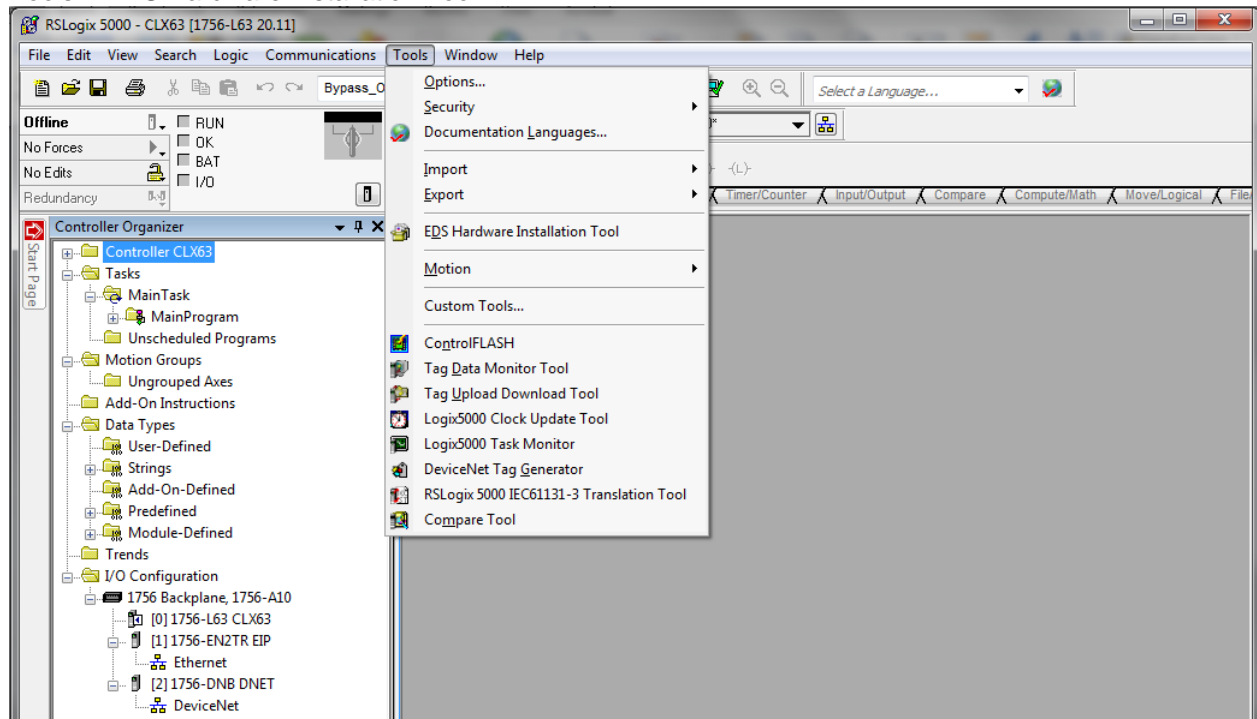 RSLogix 5000 - CLX63 [1756-L63 20.11]
File Edit View Search Logic Communications Tools Window Help
Bypass_O
Select a Language...
Offline
RUN
No Forces
OK
BAT
No Edits
I/O
Redundancy
-(L)-
Timer/Counter Input/Output Compare Compute/Math Move/Logical File/
Start Page
Controller Organizer
Controller CLX63
Tasks
MainTask
MainProgram
Unscheduled Programs
Motion Groups
Ungrouped Axes
Add-On Instructions
Data Types
User-Defined
Strings
Add-On-Defined
Predefined
Module-Defined
Trends
I/O Configuration
1756 Backplane, 1756-A10
[0] 1756-L63 CLX63
[1] 1756-EN2TR EIP
Ethernet
[2] 1756-DNB DNET
DeviceNet
Options...
Security
Documentation Languages...
Import
Export
EDS Hardware Installation Tool
Motion
Custom Tools...
ControlFLASH
Tag Data Monitor Tool
Tag Upload Download Tool
Logix5000 Clock Update Tool
Logix5000 Task Monitor
DeviceNet Tag Generator
RSLogix 5000 IEC61131-3 Translation Tool
Compare Tool